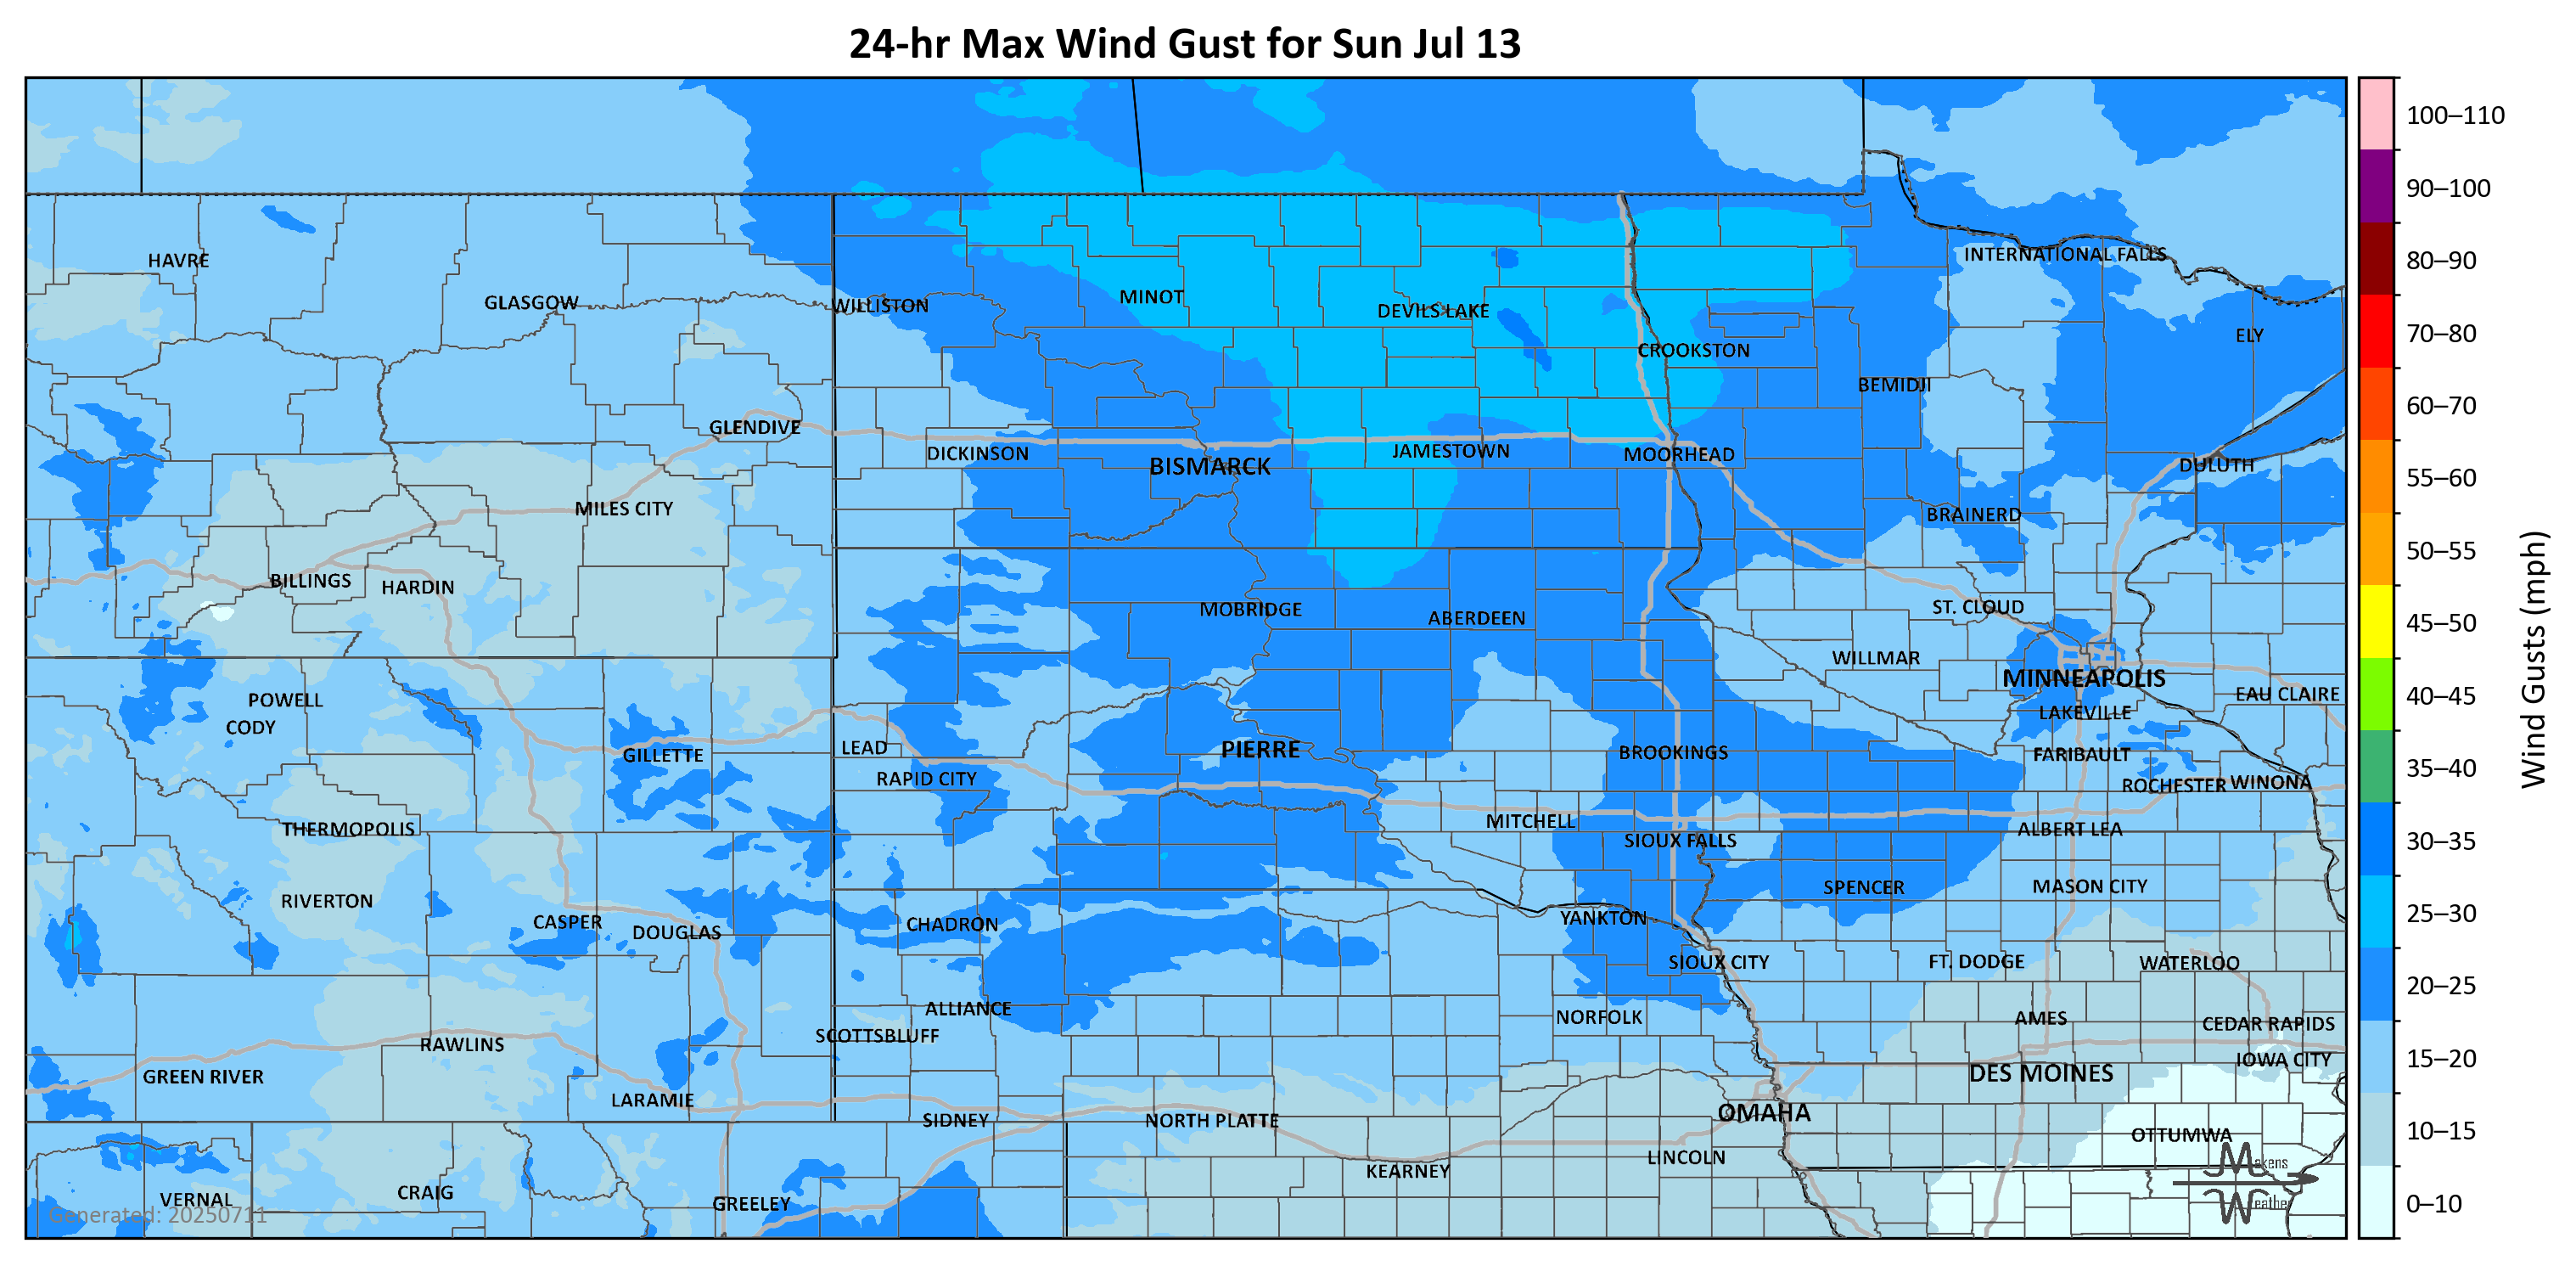 24-hr Max Wind Gust for Sun Jul 13
100–110
90–100
80–90
70–80
60–70
55–60
50–55
45–50
40–45
35–40
30–35
25–30
20–25
15–20
10–15
0–10
Wind Gusts (mph)
HAVRE
GLASGOW
WILLISTON
MINOT
DEVILS LAKE
INTERNATIONAL FALLS
ELY
CROOKSTON
BEMIDJI
GLENDIVE
DICKINSON
BISMARCK
JAMESTOWN
MOORHEAD
DULUTH
MILES CITY
BRAINERD
BILLINGS
HARDIN
MOBRIDGE
ABERDEEN
ST. CLOUD
WILLMAR
MINNEAPOLIS
EAU CLAIRE
POWELL
CODY
LAKEVILLE
GILLETTE
LEAD
PIERRE
BROOKINGS
FARIBAULT
RAPID CITY
ROCHESTER
WINONA
THERMOPOLIS
MITCHELL
SIOUX FALLS
ALBERT LEA
RIVERTON
SPENCER
MASON CITY
CASPER
DOUGLAS
CHADRON
YANKTON
SIOUX CITY
FT. DODGE
WATERLOO
ALLIANCE
NORFOLK
AMES
CEDAR RAPIDS
SCOTTSBLUFF
RAWLINS
IOWA CITY
GREEN RIVER
DES MOINES
LARAMIE
SIDNEY
NORTH PLATTE
OMAHA
OTTUMWA
KEARNEY
LINCOLN
VERNAL
CRAIG
GREELEY
Generated: 20250711
Makens
Weather